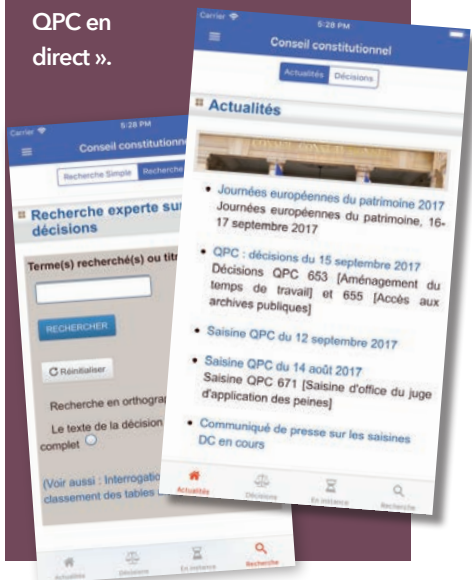 QPC en
direct ».
Carrier 5:28 PM
Conseil constitutionnel
Actualités Décisions
Actualités
CONSEIL
• Journées européennes du patrimoine 2017
Journées européennes du patrimoine, 16-
17 septembre 2017
• QPC : décisions du 15 septembre 2017
Décisions QPC 653 [Aménagement du
temps de travail] et 655 [Accès aux
archives publiques]
• Saisine QPC du 12 septembre 2017
• Saisine QPC du 14 août 2017
Saisine QPC 671 [Saisine d'office du juge
d'application des peines]
• Communiqué de presse sur les saisines
DC en cours
Actualités Décisions En instance Recherche
Carrier 5:28 PM
Conseil constitutionn
Recherche Simple Recherche
Recherche experte sur
décisions
Terme(s) recherché(s) ou titr
RECHERCHER
Réinitialiser
Recherche en orthograp
Le texte de la décision
complet
(Voir aussi : Interrogatio
classement des tables
Actualités Décisions En instance Recherche